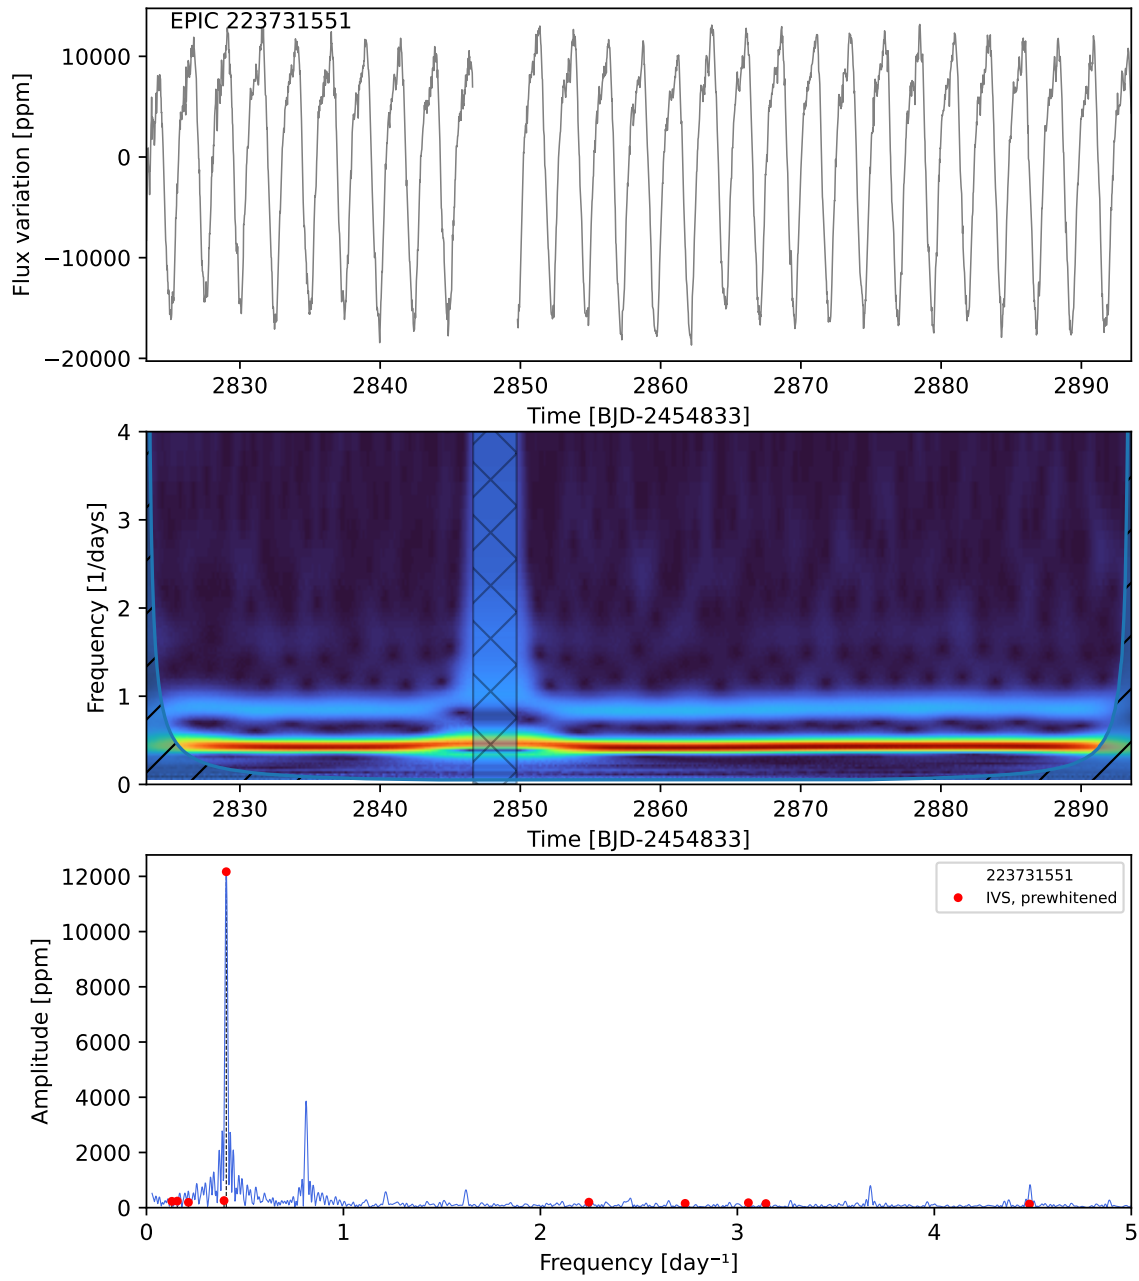 EPIC 223731551
10000
0
−10000
−20000
Flux variation [ppm]
2830 2840 2850 2860 2870 2880 2890
Time [BJD-2454833]
4
3
2
1
0
Frequency [1/days]
2830 2840 2850 2860 2870 2880 2890
Time [BJD-2454833]
223731551
IVS, prewhitened
12000
10000
8000
6000
4000
2000
0
Amplitude [ppm]
0 1 2 3 4 5
Frequency [day⁻¹]